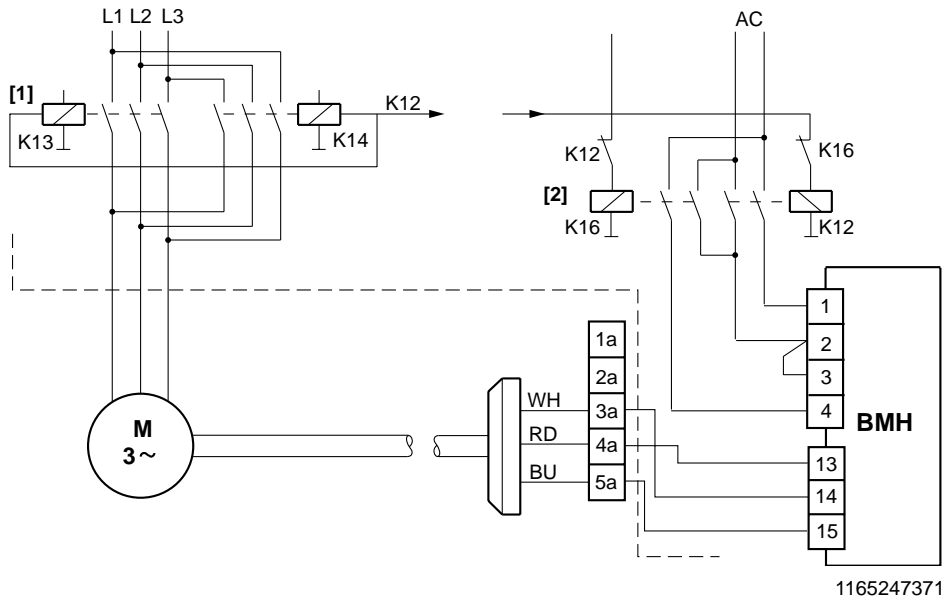 L1 L2 L3
AC
[1]
K12
K13
K14
K12
K16
[2]
K16
K12
1
2
3
4
BMH
13
14
15
1a
2a
3a
4a
5a
WH
RD
BU
M
3~
1165247371